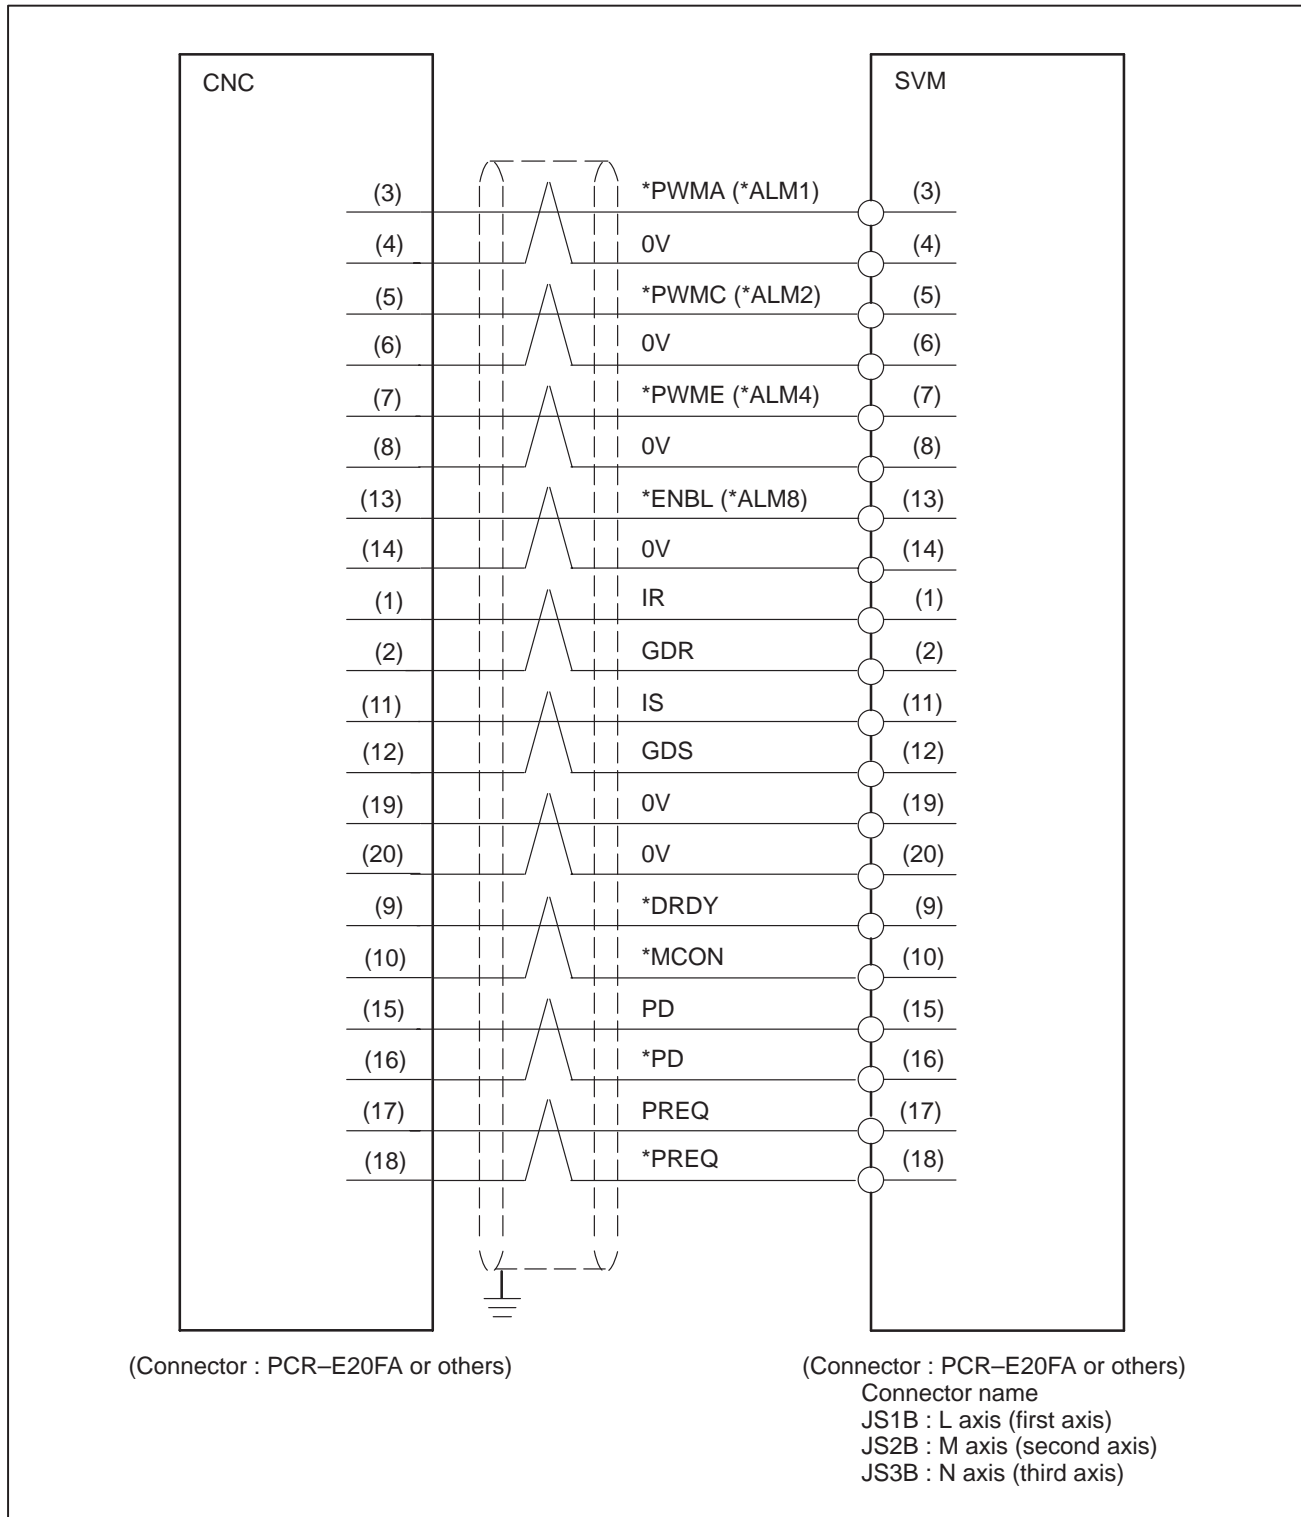 CNC SVM
(3) *PWMA (*ALM1) (3)
(4) 0V (4)
(5) *PWMC (*ALM2) (5)
(6) 0V (6)
(7) *PWME (*ALM4) (7)
(8) 0V (8)
(13) *ENBL (*ALM8) (13)
(14) 0V (14)
(1) IR (1)
(2) GDR (2)
(11) IS (11)
(12) GDS (12)
(19) 0V (19)
(20) 0V (20)
(9) *DRDY (9)
(10) *MCON (10)
(15) PD (15)
(16) *PD (16)
(17) PREQ (17)
(18) *PREQ (18)
(Connector : PCR–E20FA or others) (Connector : PCR–E20FA or others)
Connector name
JS1B : L axis (first axis)
JS2B : M axis (second axis)
JS3B : N axis (third axis)